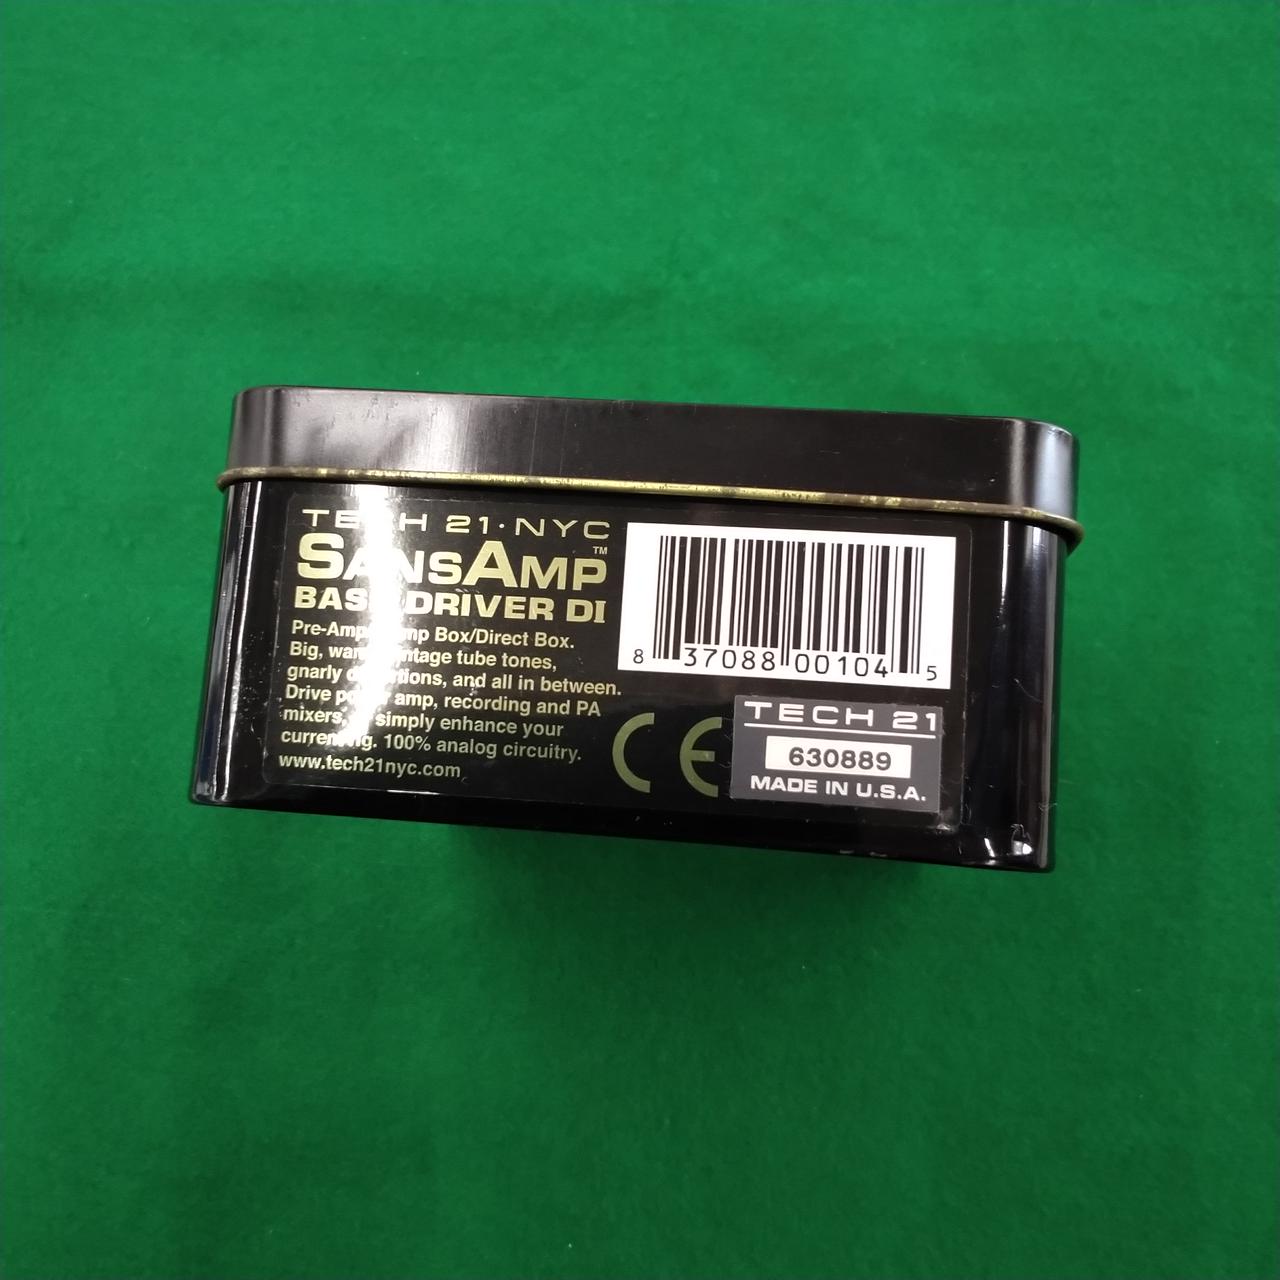 TECH 21·NYC
SANSAMP™
BASS DRIVER DI
Pre-Amp/ Box/Direct Box.
Big, tube tones,
gnarly and all in between.
Drive amp, recording and PA
mixers, simply enhance your
100% analog circuitry.
www.tech21nyc.com
8 37088 00104 5
CE
TECH 21
630889
MADE IN U.S.A.